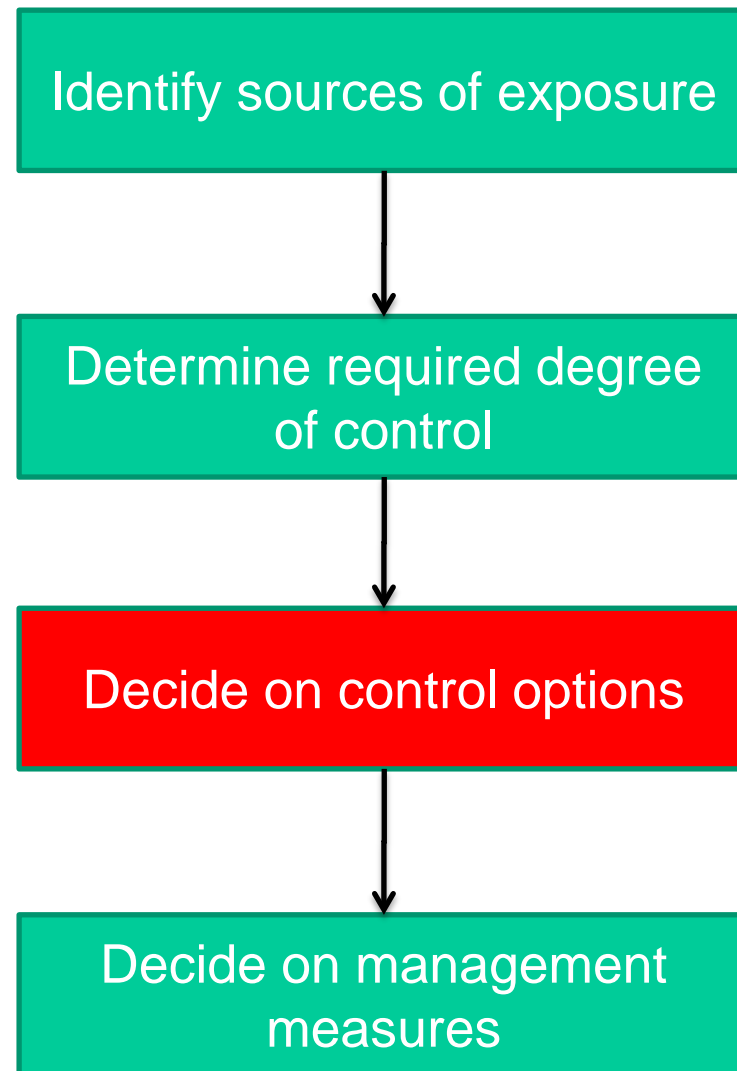 Identify sources of exposure
Determine required degree
of control
Decide on control options
Decide on management
measures